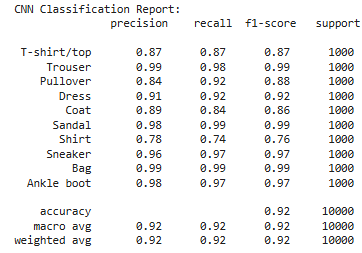 CNN Classification Report:
precision recall f1-score support
T-shirt/top 0.87 0.87 0.87 1000
Trouser 0.99 0.98 0.99 1000
Pullover 0.84 0.92 0.88 1000
Dress 0.91 0.92 0.92 1000
Coat 0.89 0.84 0.86 1000
Sandal 0.98 0.99 0.99 1000
Shirt 0.78 0.74 0.76 1000
Sneaker 0.96 0.97 0.97 1000
Bag 0.99 0.99 0.99 1000
Ankle boot 0.98 0.97 0.97 1000
accuracy 0.92 10000
macro avg 0.92 0.92 0.92 10000
weighted avg 0.92 0.92 0.92 10000